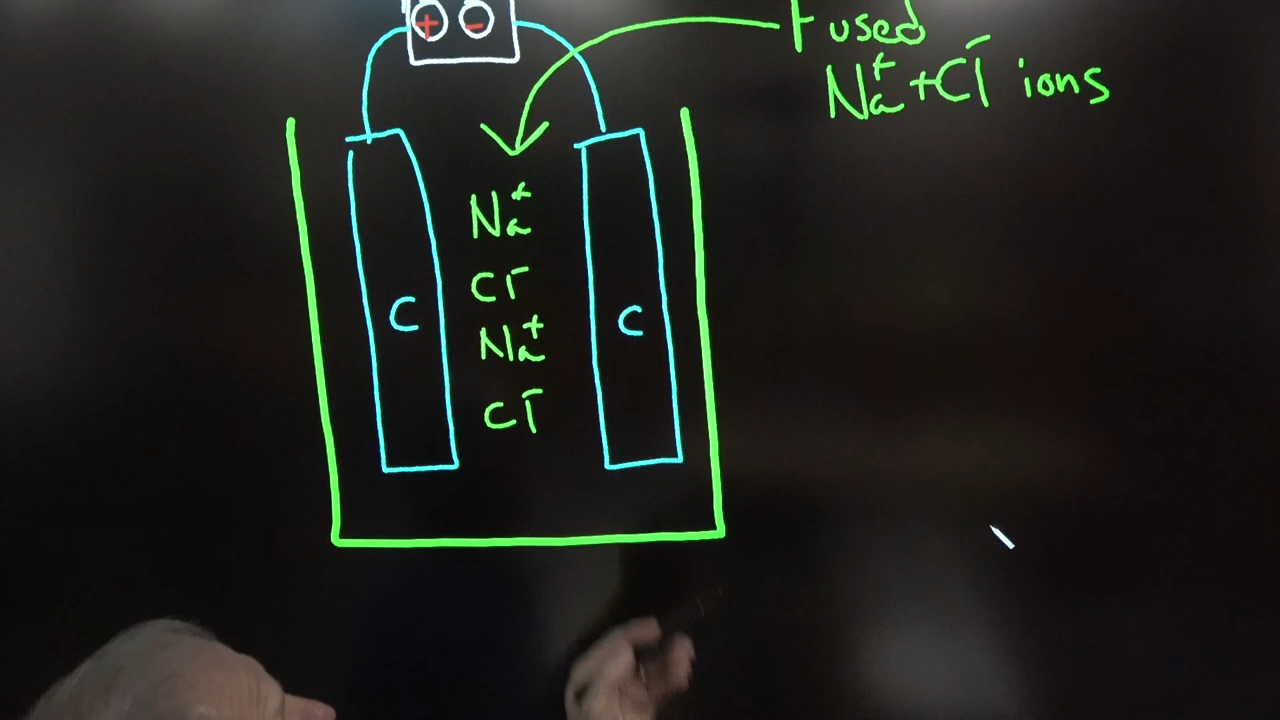 + -
Fused
Na⁺ + Cl⁻ ions
Na⁺
Cl⁻
Na⁺
Cl⁻
C C